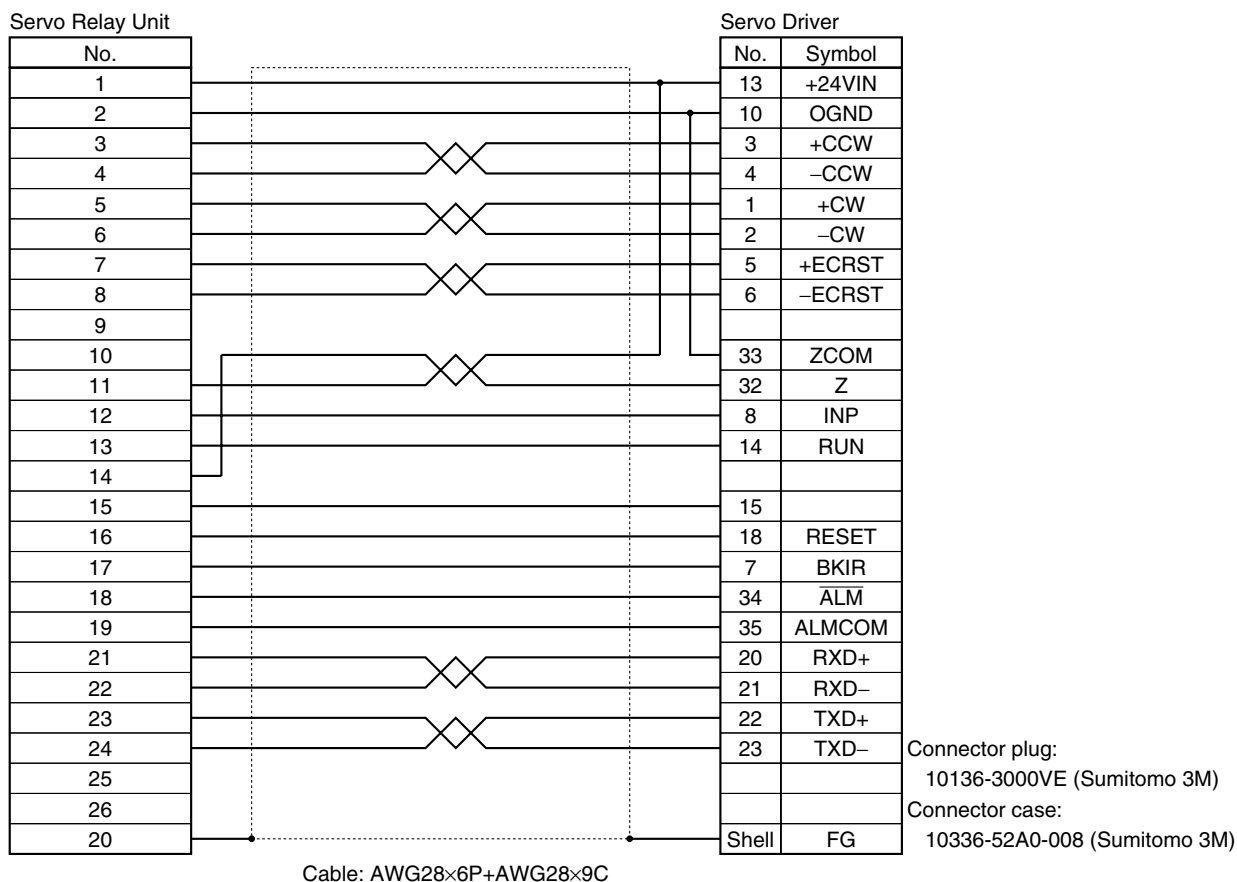 Servo Relay Unit Servo Driver
No. No. Symbol
1 13 +24VIN
2 10 OGND
3 3 +CCW
4 4 −CCW
5 1 +CW
6 2 −CW
7 5 +ECRST
8 6 −ECRST
9
10 33 ZCOM
11 32 Z
12 8 INP
13 14 RUN
14
15 15
16 18 RESET
17 7 BKIR
18 34 A̅L̅M̅
19 35 ALMCOM
21 20 RXD+
22 21 RXD−
23 22 TXD+
24 23 TXD−
25
26
20 Shell FG
Connector plug:
10136-3000VE (Sumitomo 3M)
Connector case:
10336-52A0-008 (Sumitomo 3M)
Cable: AWG28×6P+AWG28×9C